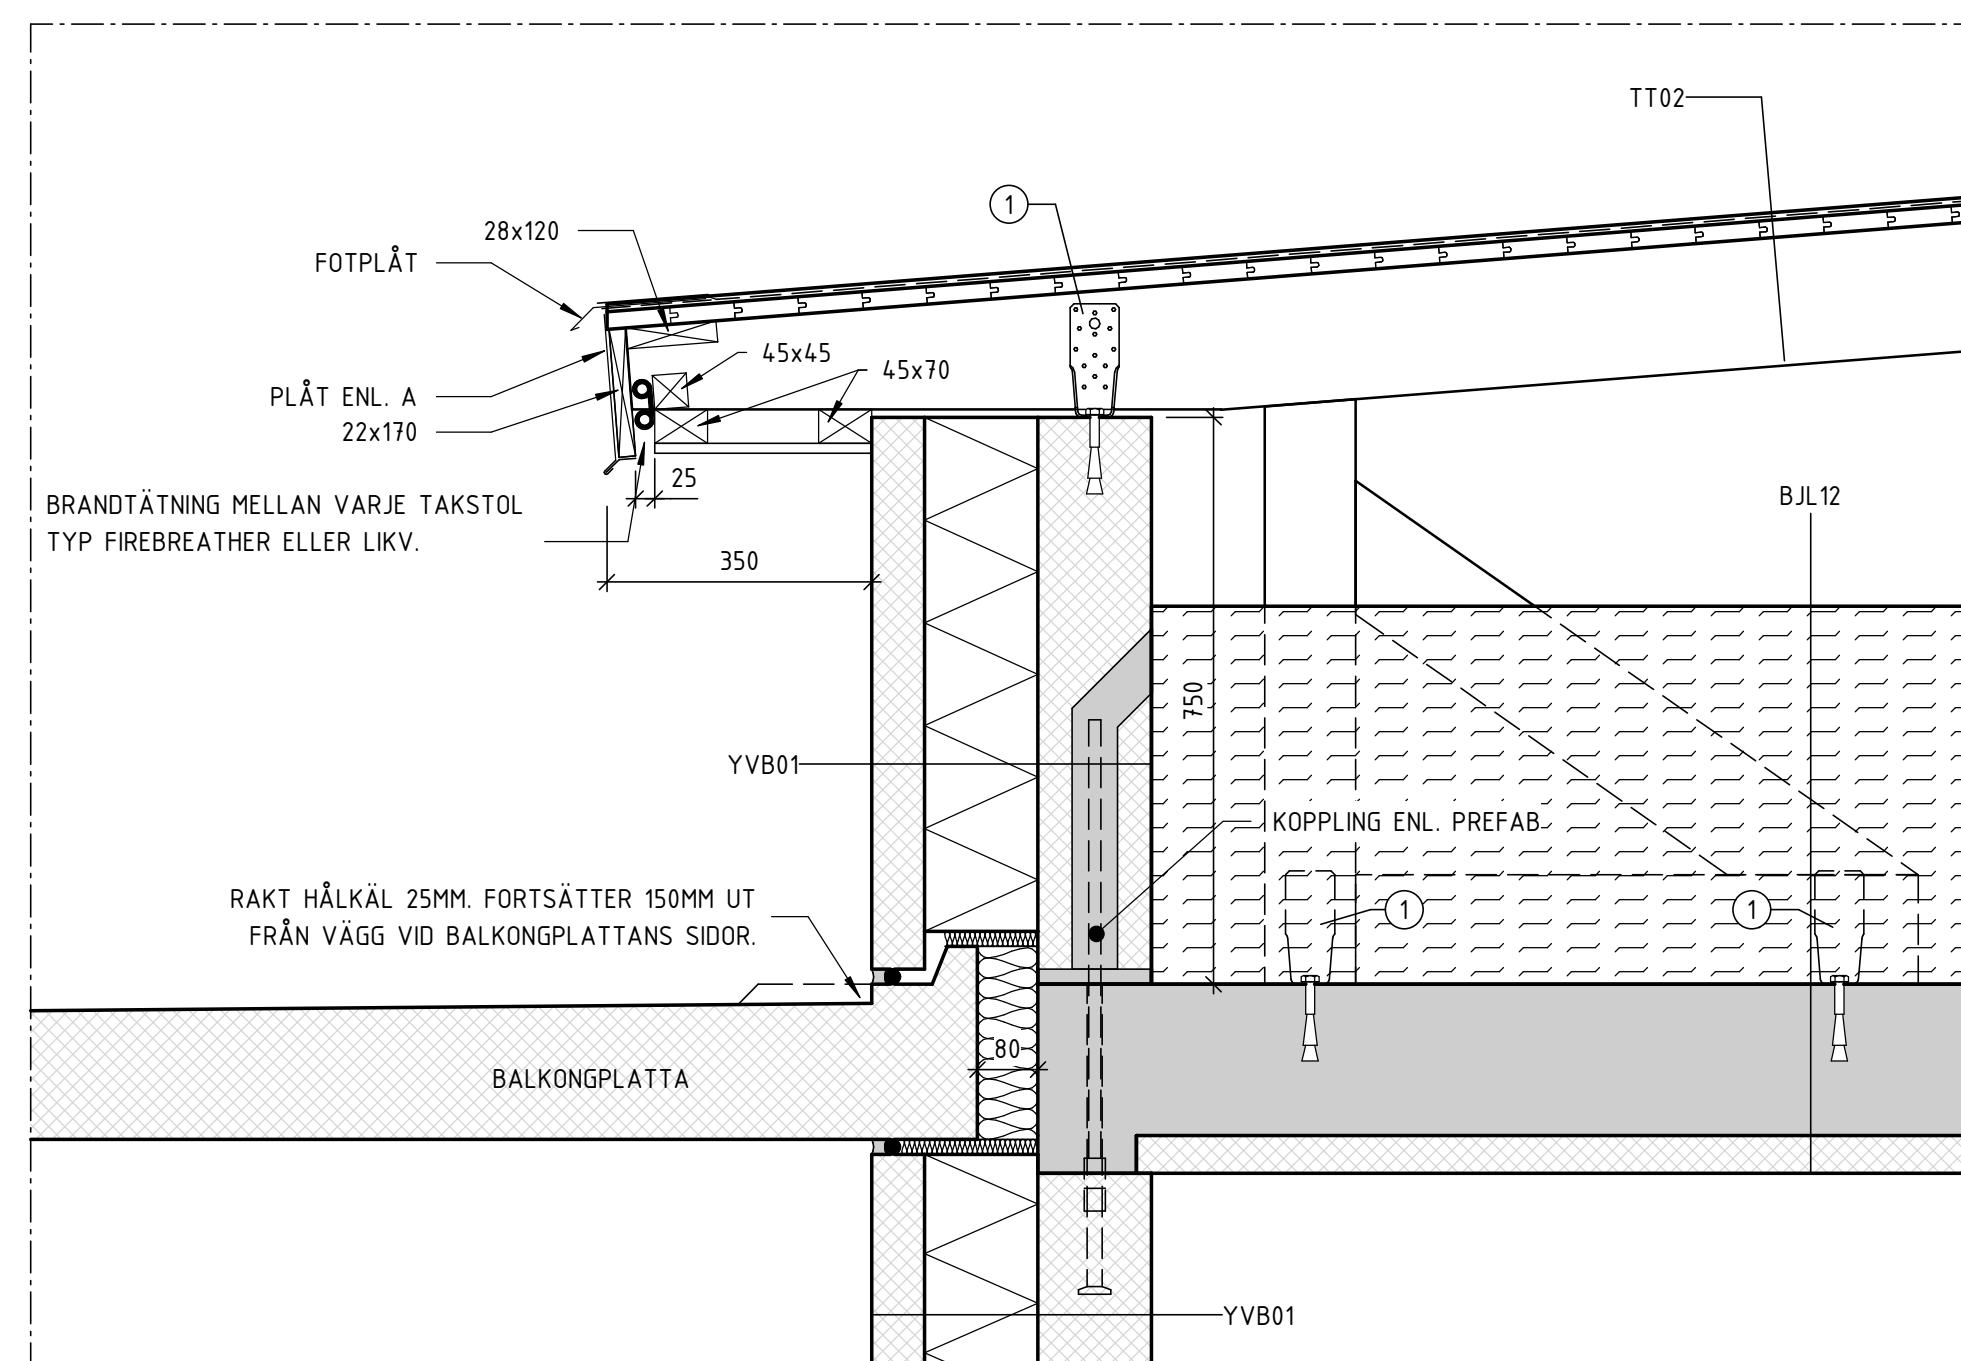 TT02
1
28x120
FOTPLÅT
45x45
45x70
PLÅT ENL. A
22x170
25
BRANDTÄTNING MELLAN VARJE TAKSTOL
TYP FIREBREATHER ELLER LIKV.
BJL12
350
750
YVB01
KOPPLING ENL. PREFAB
RAKT HÅLKÄL 25MM. FORTSÄTTER 150MM UT
FRÅN VÄGG VID BALKONGPLATTANS SIDOR.
1
1
80
BALKONGPLATTA
YVB01